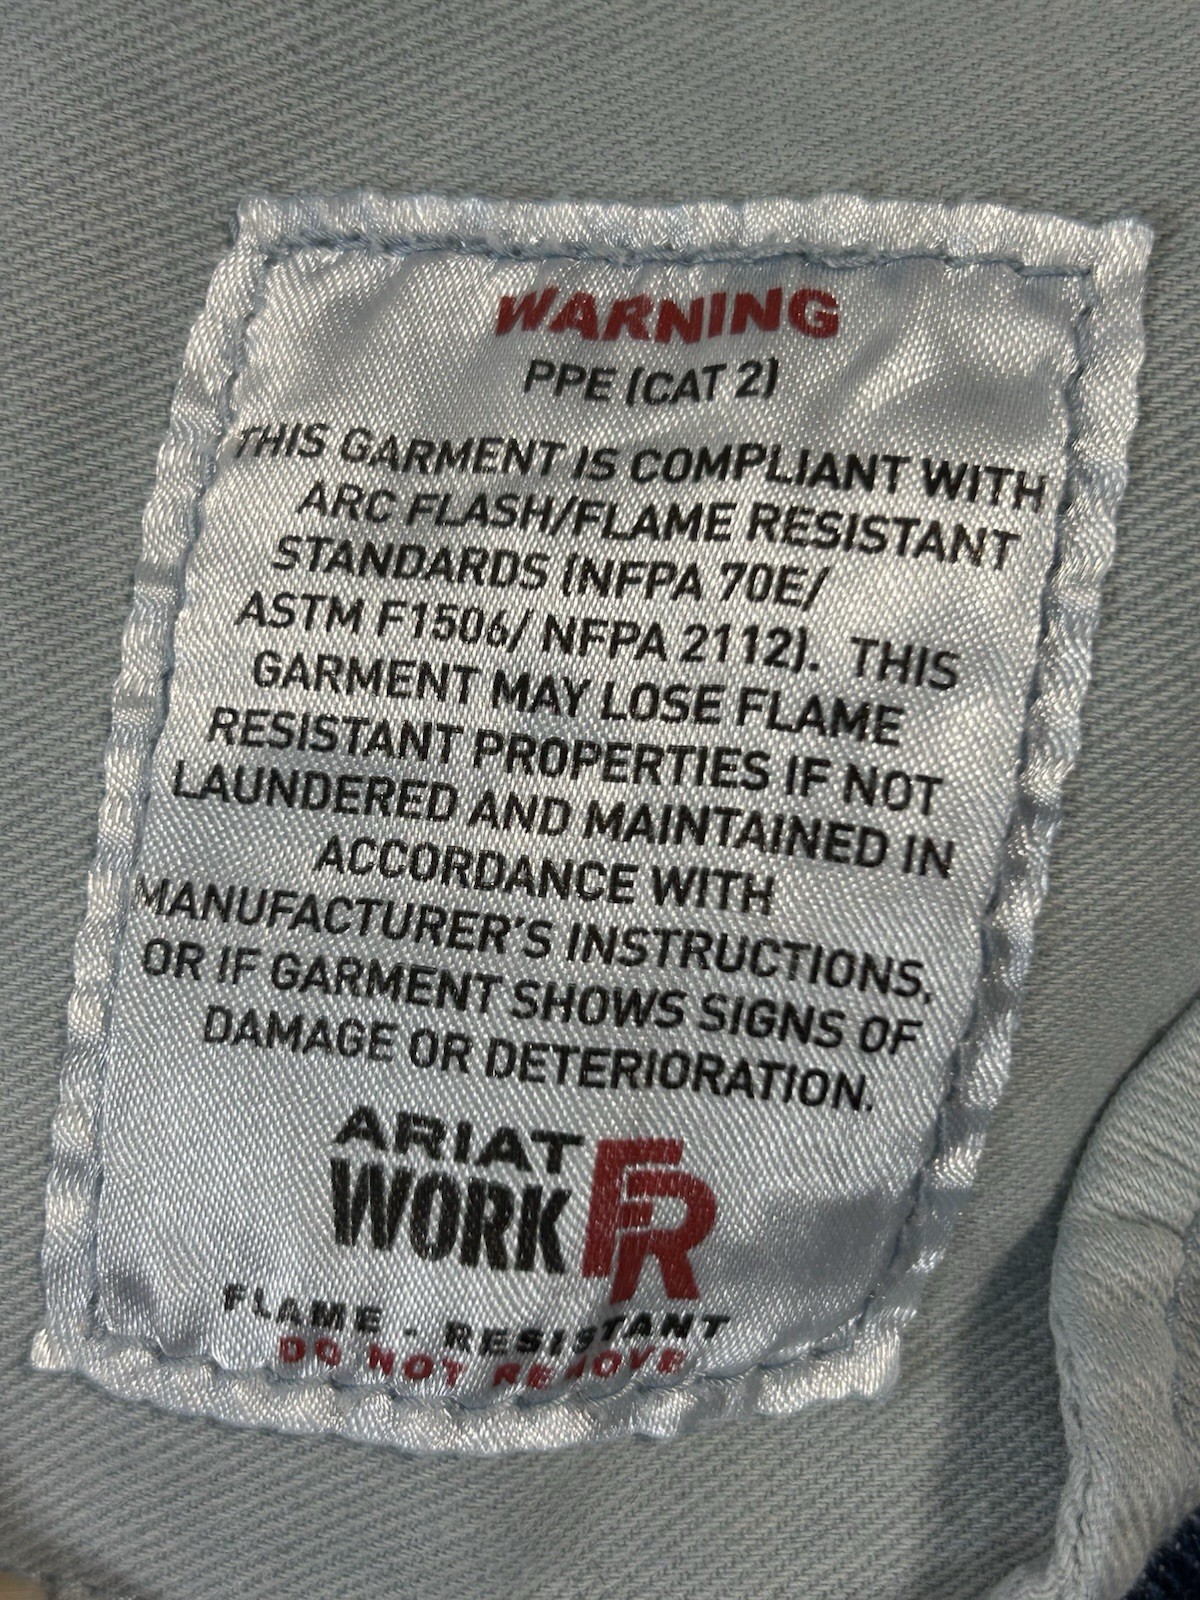 WARNING
PPE (CAT 2)
THIS GARMENT IS COMPLIANT WITH
ARC FLASH/FLAME RESISTANT
STANDARDS (NFPA 70E/
ASTM F1506/ NFPA 2112).  THIS
GARMENT MAY LOSE FLAME
RESISTANT PROPERTIES IF NOT
LAUNDERED AND MAINTAINED IN
ACCORDANCE WITH
MANUFACTURER'S INSTRUCTIONS,
OR IF GARMENT SHOWS SIGNS OF
DAMAGE OR DETERIORATION.
ARIAT
WORK FR
FLAME - RESISTANT
DO NOT REMOVE